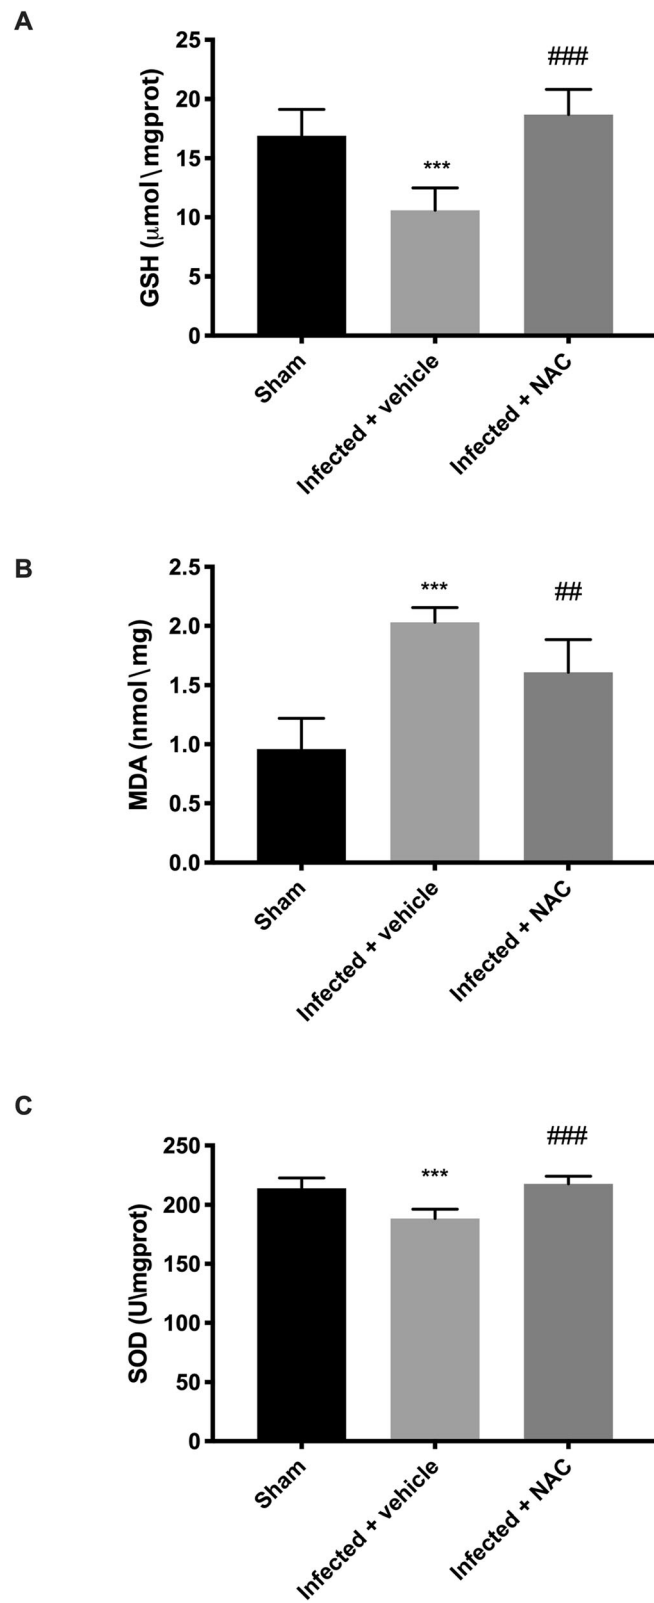 A
GSH (μmol\mgprot)
25
20
15
10
5
0
***
###
Sham
Infected + vehicle
Infected + NAC
B
MDA (nmol\mg)
2.5
2.0
1.5
1.0
0.5
0.0
***
##
Sham
Infected + vehicle
Infected + NAC
C
SOD (U\mgprot)
250
200
150
100
50
0
***
###
Sham
Infected + vehicle
Infected + NAC